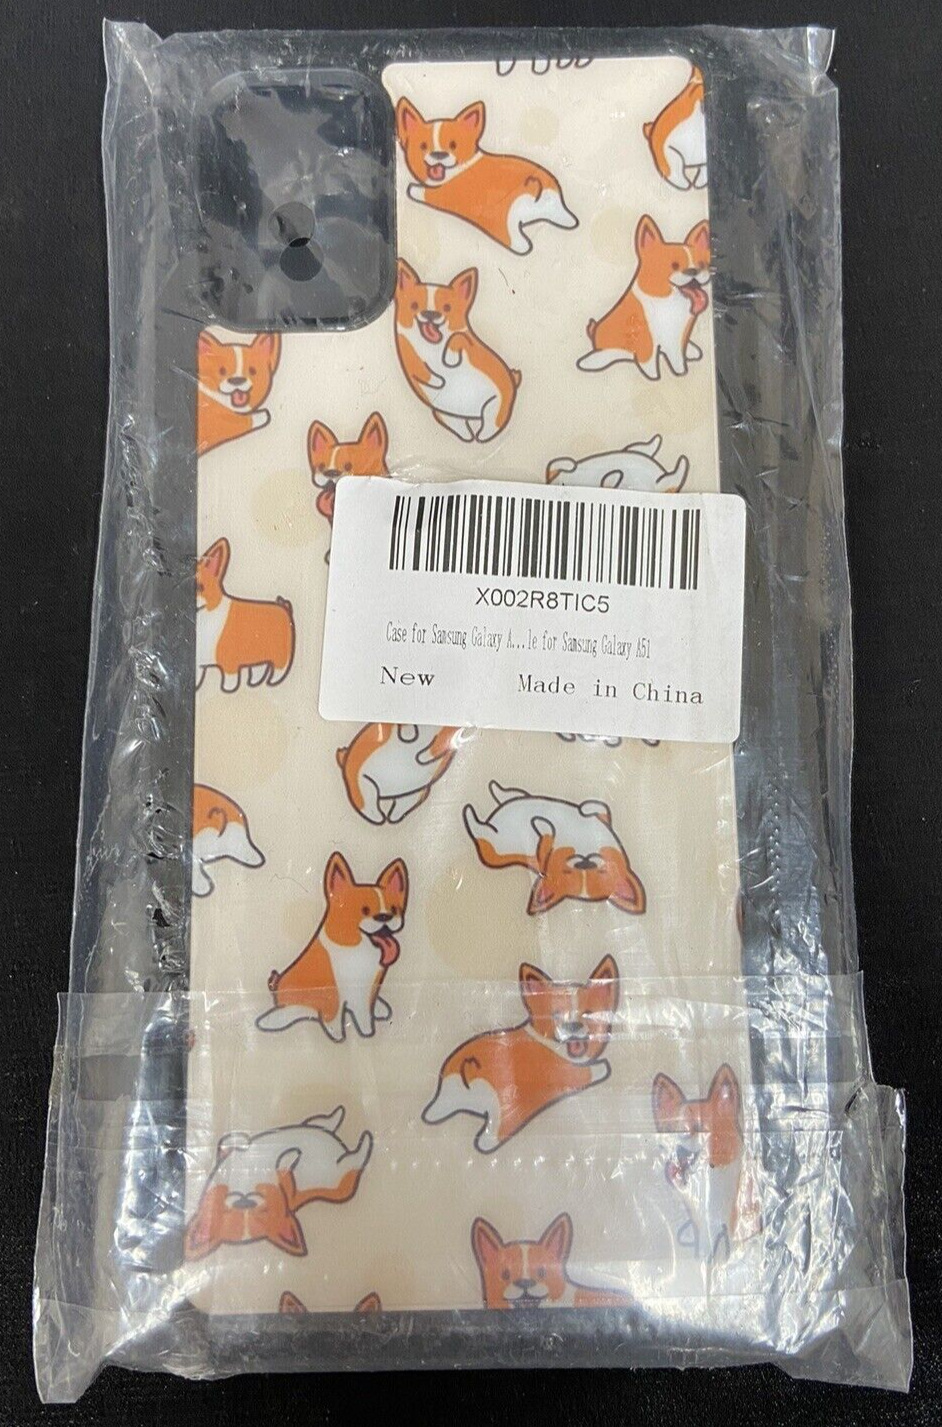 X002R8TIC5
Case for Samsung Galaxy A...le for Samsung Galaxy A51
New Made in China